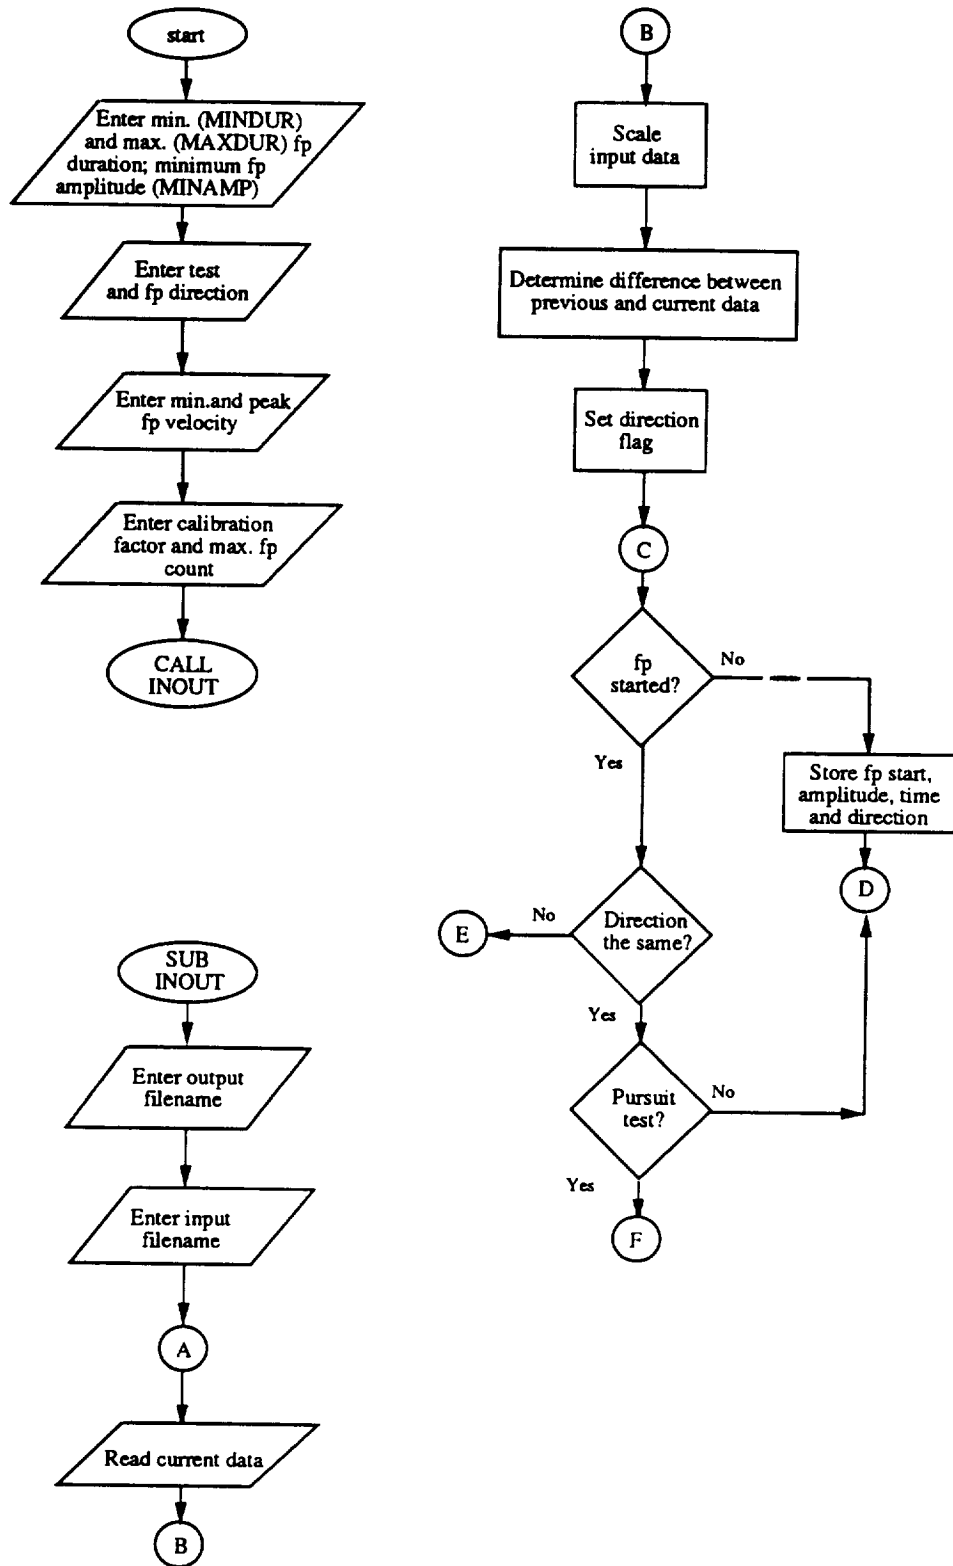 start
Enter min. (MINDUR)
and max. (MAXDUR) fp
duration; minimum fp
amplitude (MINAMP)
Enter test
and fp direction
Enter min.and peak
fp velocity
Enter calibration
factor and max. fp
count
CALL
INOUT
SUB
INOUT
Enter output
filename
Enter input
filename
A
Read current data
B
B
Scale
input data
Determine difference between
previous and current data
Set direction
flag
C
fp
started?
No
Yes
Store fp start,
amplitude, time
and direction
D
Direction
the same?
No
E
Yes
Pursuit
test?
No
Yes
F